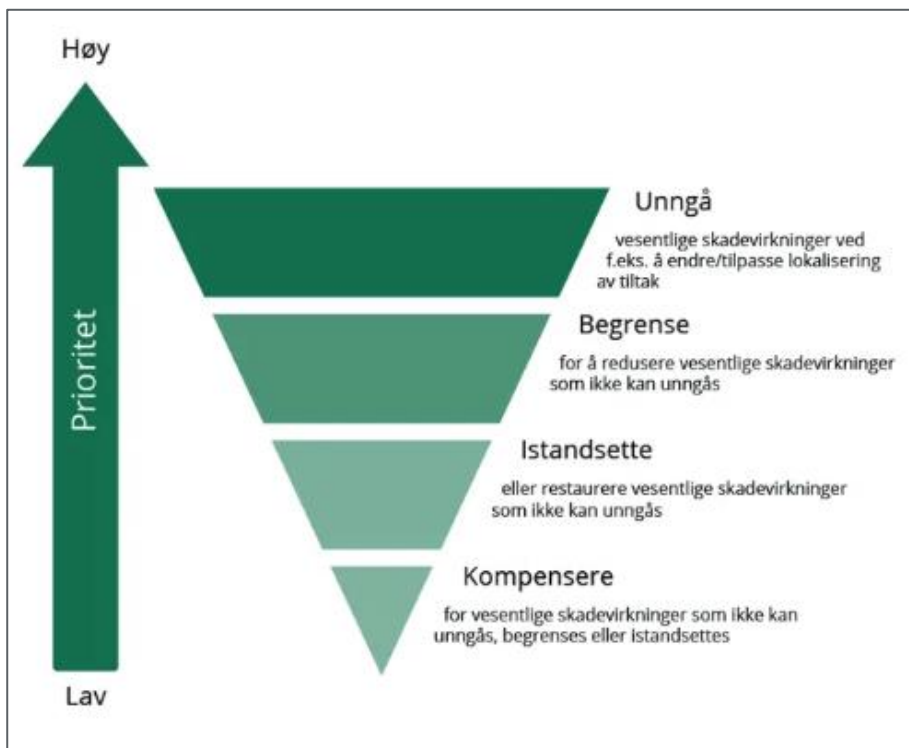 Høy
Prioritet
Lav
Unngå
vesentlige skadevirkninger ved
f.eks. å endre/tilpasse lokalisering
av tiltak
Begrense
for å redusere vesentlige skadevirkninger
som ikke kan unngås
Istandsette
eller restaurere vesentlige skadevirkninger
som ikke kan unngås
Kompensere
for vesentlige skadevirkninger som ikke kan
unngås, begrenses eller istandsettes